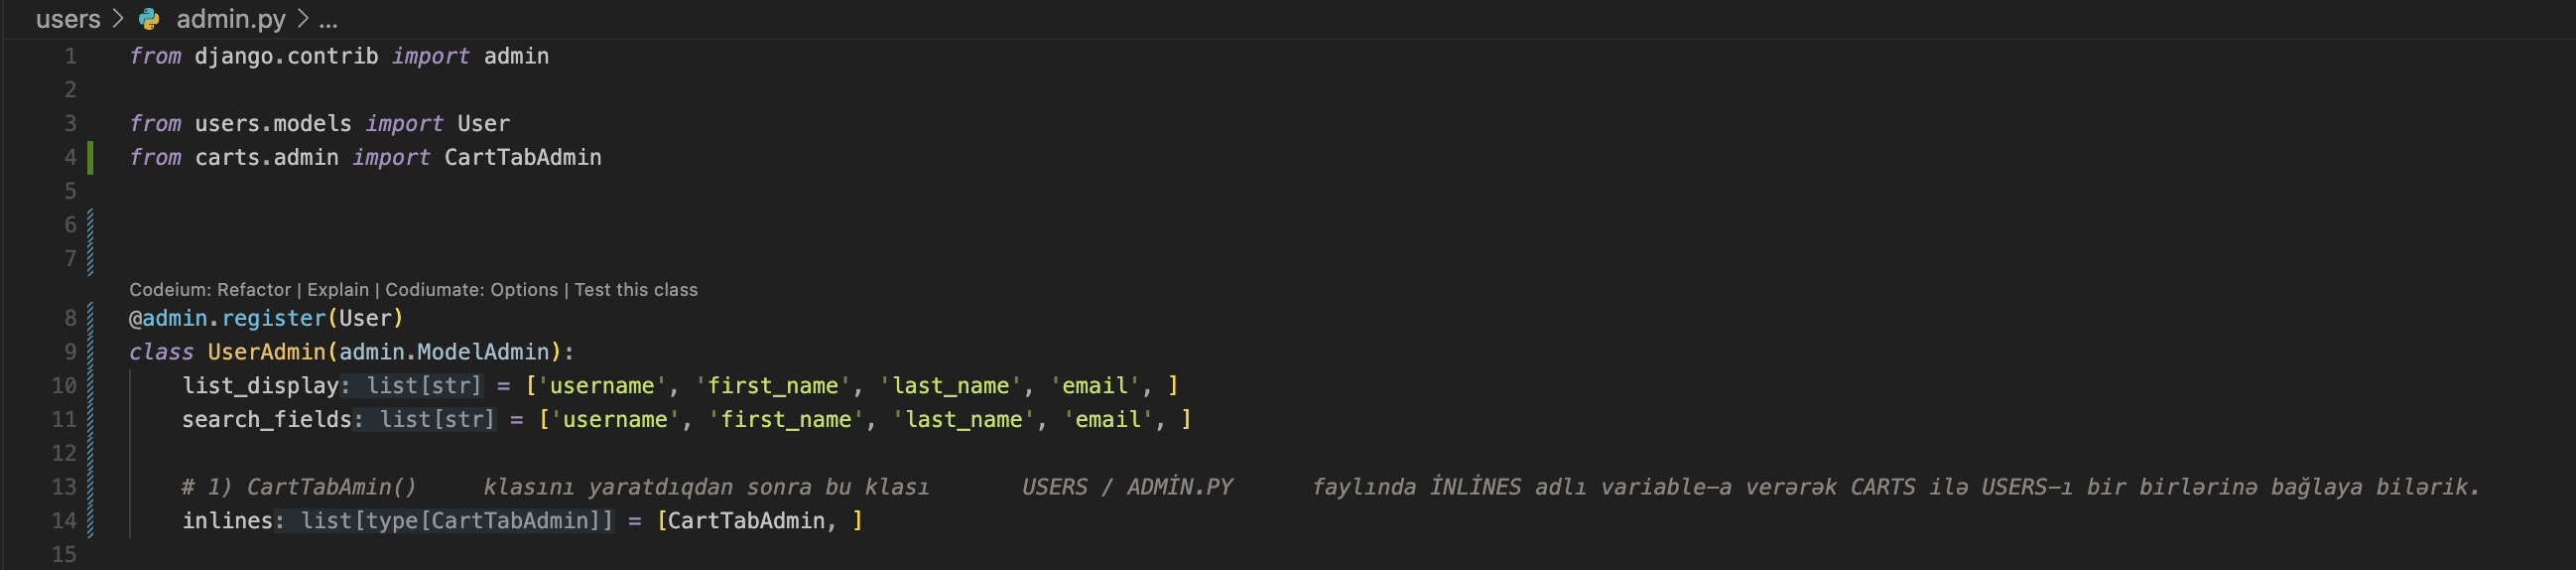 users > admin.py > ...
1 from django.contrib import admin
2
3 from users.models import User
4 from carts.admin import CartTabAdmin
5
6
7
Codeium: Refactor | Explain | Codiumate: Options | Test this class
8 @admin.register(User)
9 class UserAdmin(admin.ModelAdmin):
10 list_display: list[str] = ['username', 'first_name', 'last_name', 'email', ]
11 search_fields: list[str] = ['username', 'first_name', 'last_name', 'email', ]
12
13 # 1) CartTabAmin() klasını yaratdıqdan sonra bu klası USERS / ADMİN.PY faylında İNLİNES adlı variable-a verərək CARTS ilə USERS-ı bir birlərinə bağlaya bilərik.
14 inlines: list[type[CartTabAdmin]] = [CartTabAdmin, ]
15